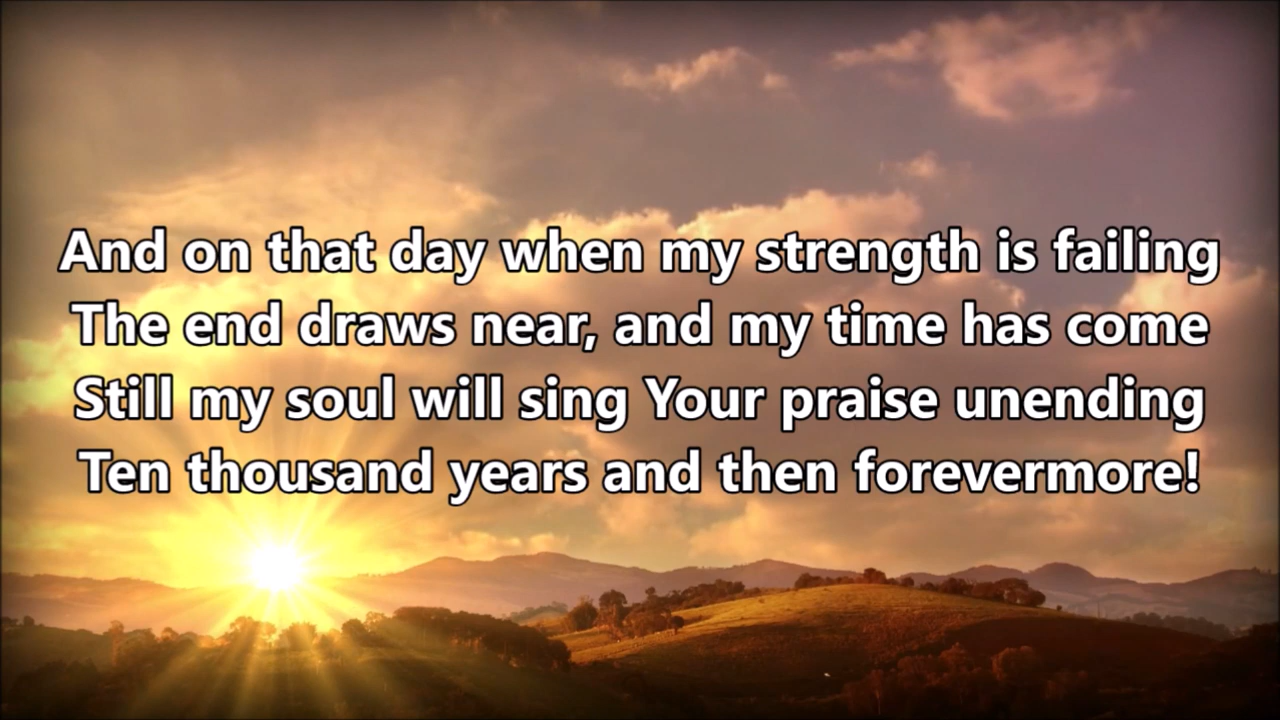 And on that day when my strength is failing
The end draws near, and my time has come
Still my soul will sing Your praise unending
Ten thousand years and then forevermore!